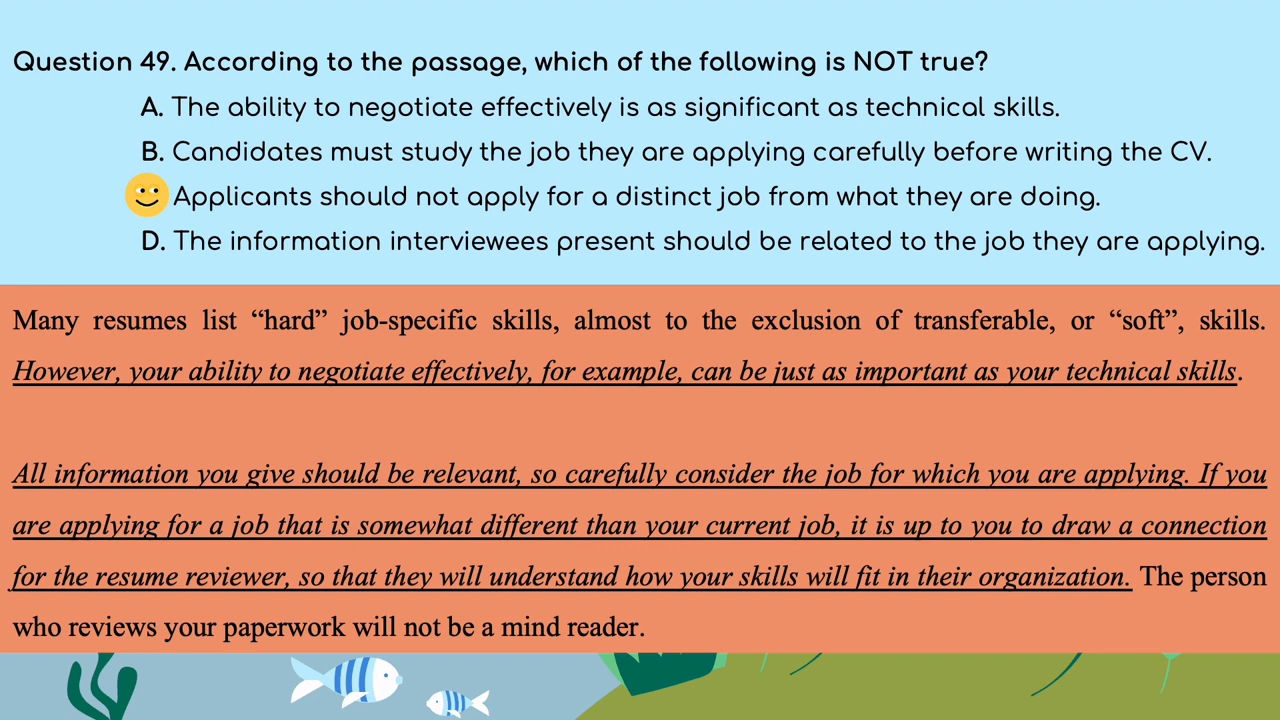 Question 49. According to the passage, which of the following is NOT true?
A. The ability to negotiate effectively is as significant as technical skills.
B. Candidates must study the job they are applying carefully before writing the CV.
Applicants should not apply for a distinct job from what they are doing.
D. The information interviewees present should be related to the job they are applying.
Many resumes list “hard” job-specific skills, almost to the exclusion of transferable, or “soft”, skills.
However, your ability to negotiate effectively, for example, can be just as important as your technical skills.
All information you give should be relevant, so carefully consider the job for which you are applying. If you
are applying for a job that is somewhat different than your current job, it is up to you to draw a connection
for the resume reviewer, so that they will understand how your skills will fit in their organization. The person
who reviews your paperwork will not be a mind reader.